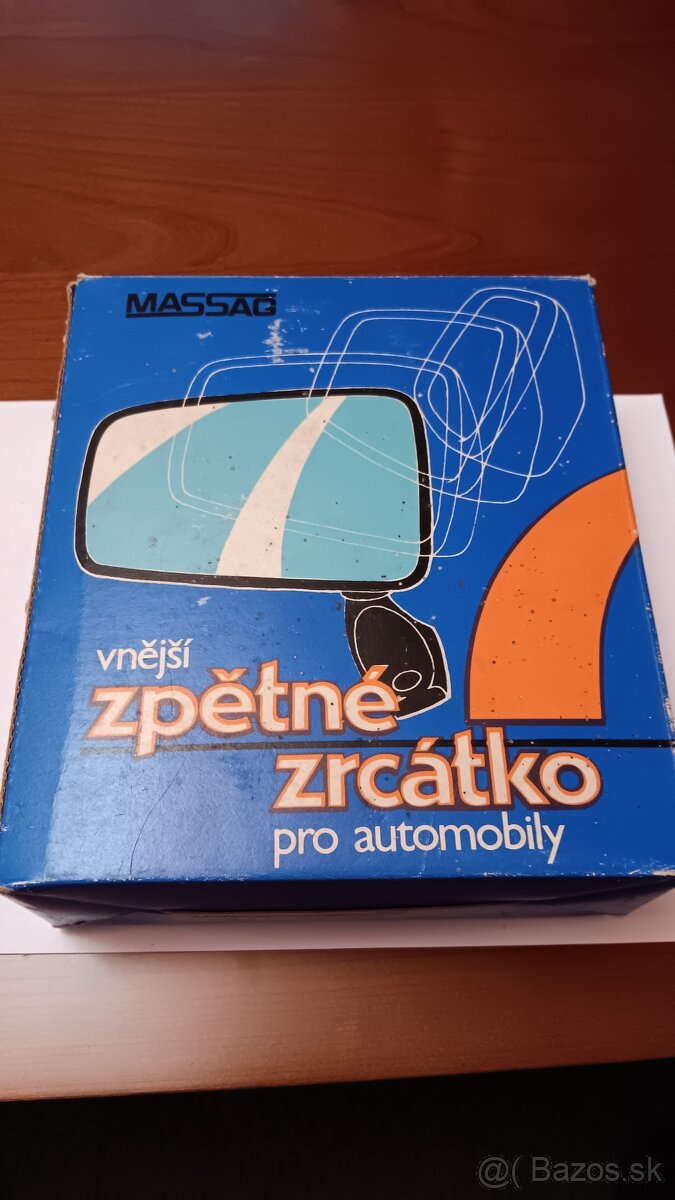 MASSAG
vnější
zpětné
zrcátko
pro automobily
@( Bazos.sk